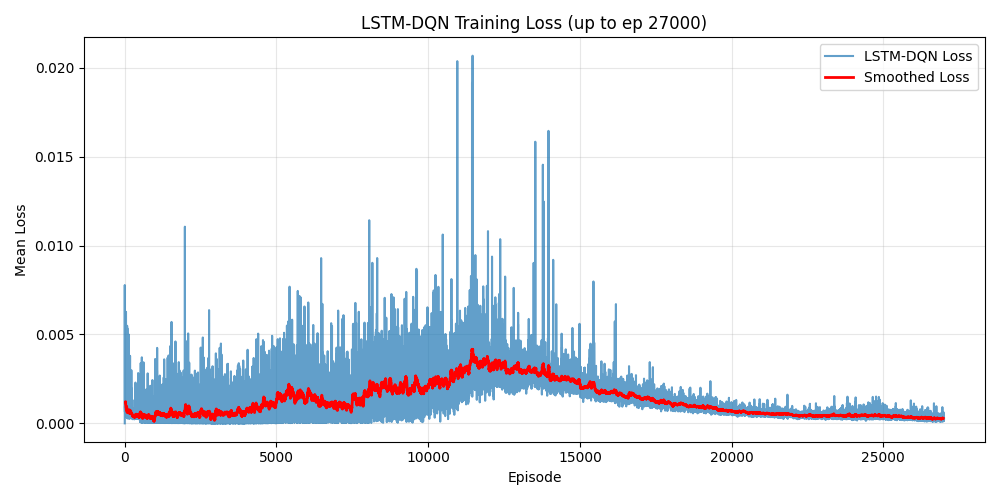 LSTM-DQN Training Loss (up to ep 27000)
LSTM-DQN Loss
Smoothed Loss
0.020
0.015
0.010
0.005
0.000
Mean Loss
0
5000
10000
15000
20000
25000
Episode